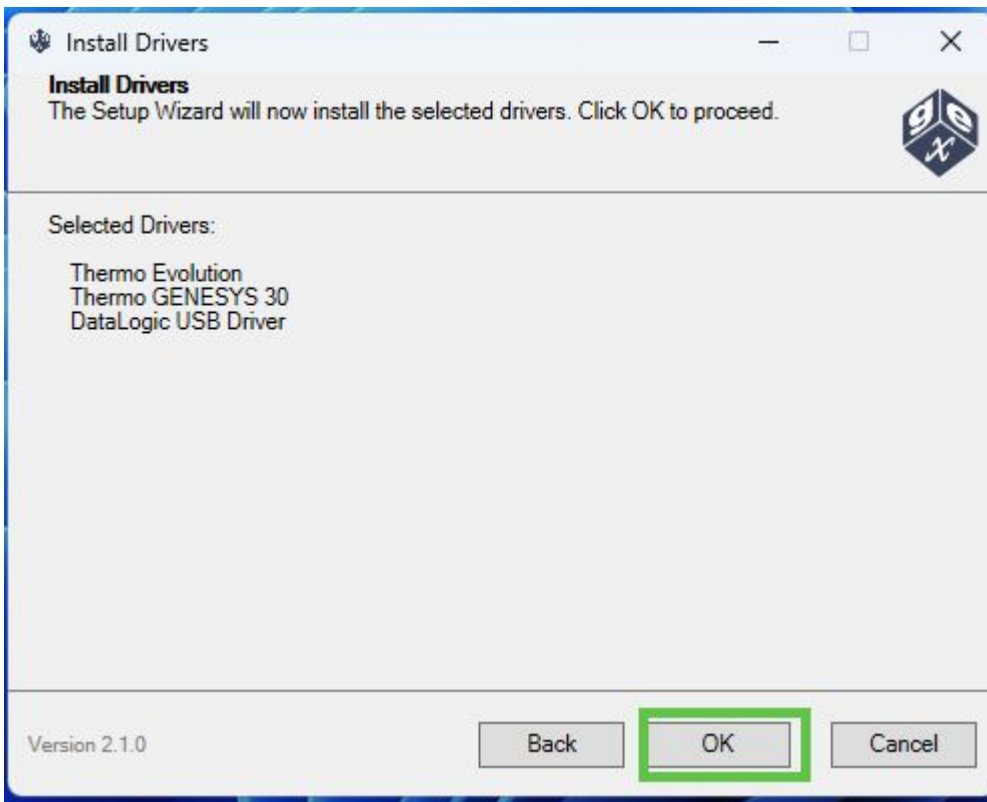 Install Drivers
Install Drivers
The Setup Wizard will now install the selected drivers. Click OK to proceed.
gex
Selected Drivers:
Thermo Evolution
Thermo GENESYS 30
DataLogic USB Driver
Version 2.1.0
Back
OK
Cancel